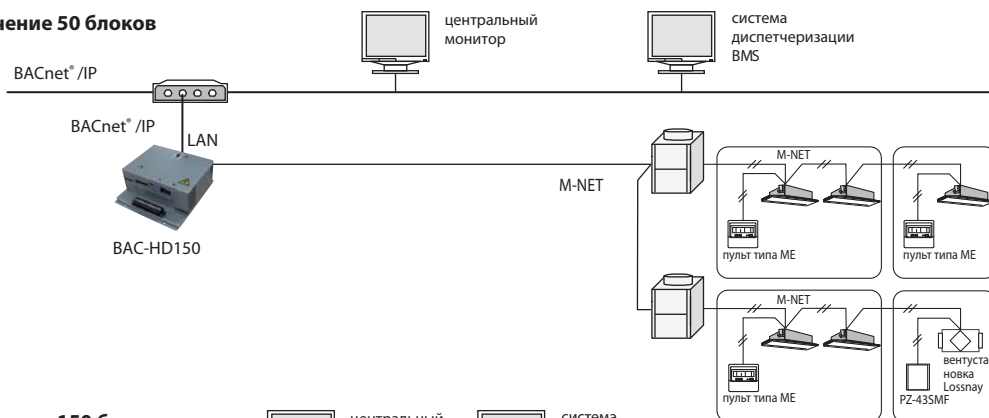 чение 50 блоков
центральный
монитор
система
диспетчеризации
BMS
BACnet® /IP
BACnet® /IP
LAN
BAC-HD150
M-NET
M-NET
пульт типа ME
пульт типа ME
M-NET
пульт типа ME
вентуста
новка
Lossnay
PZ-43SMF
150 б
центральный
система